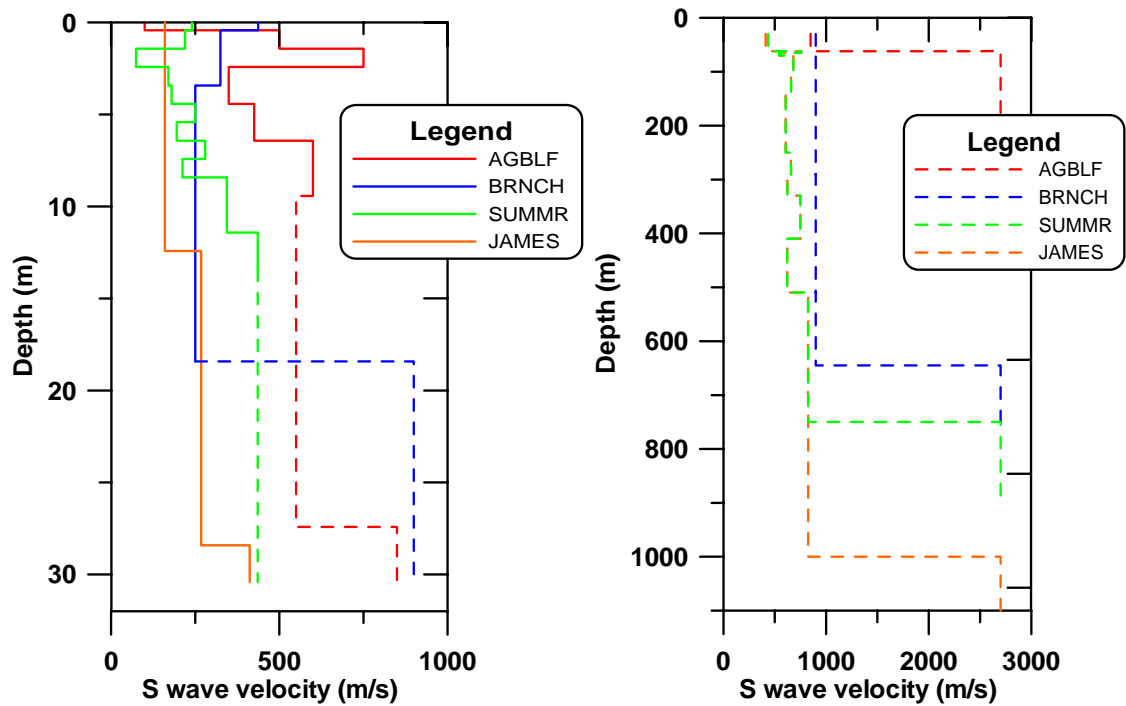 0
10
20
30
Depth (m)
0
500
1000
S wave velocity (m/s)
Legend
AGBLF
BRNCH
SUMMR
JAMES
0
200
400
600
800
1000
Depth (m)
0
1000
2000
3000
S wave velocity (m/s)
Legend
AGBLF
BRNCH
SUMMR
JAMES